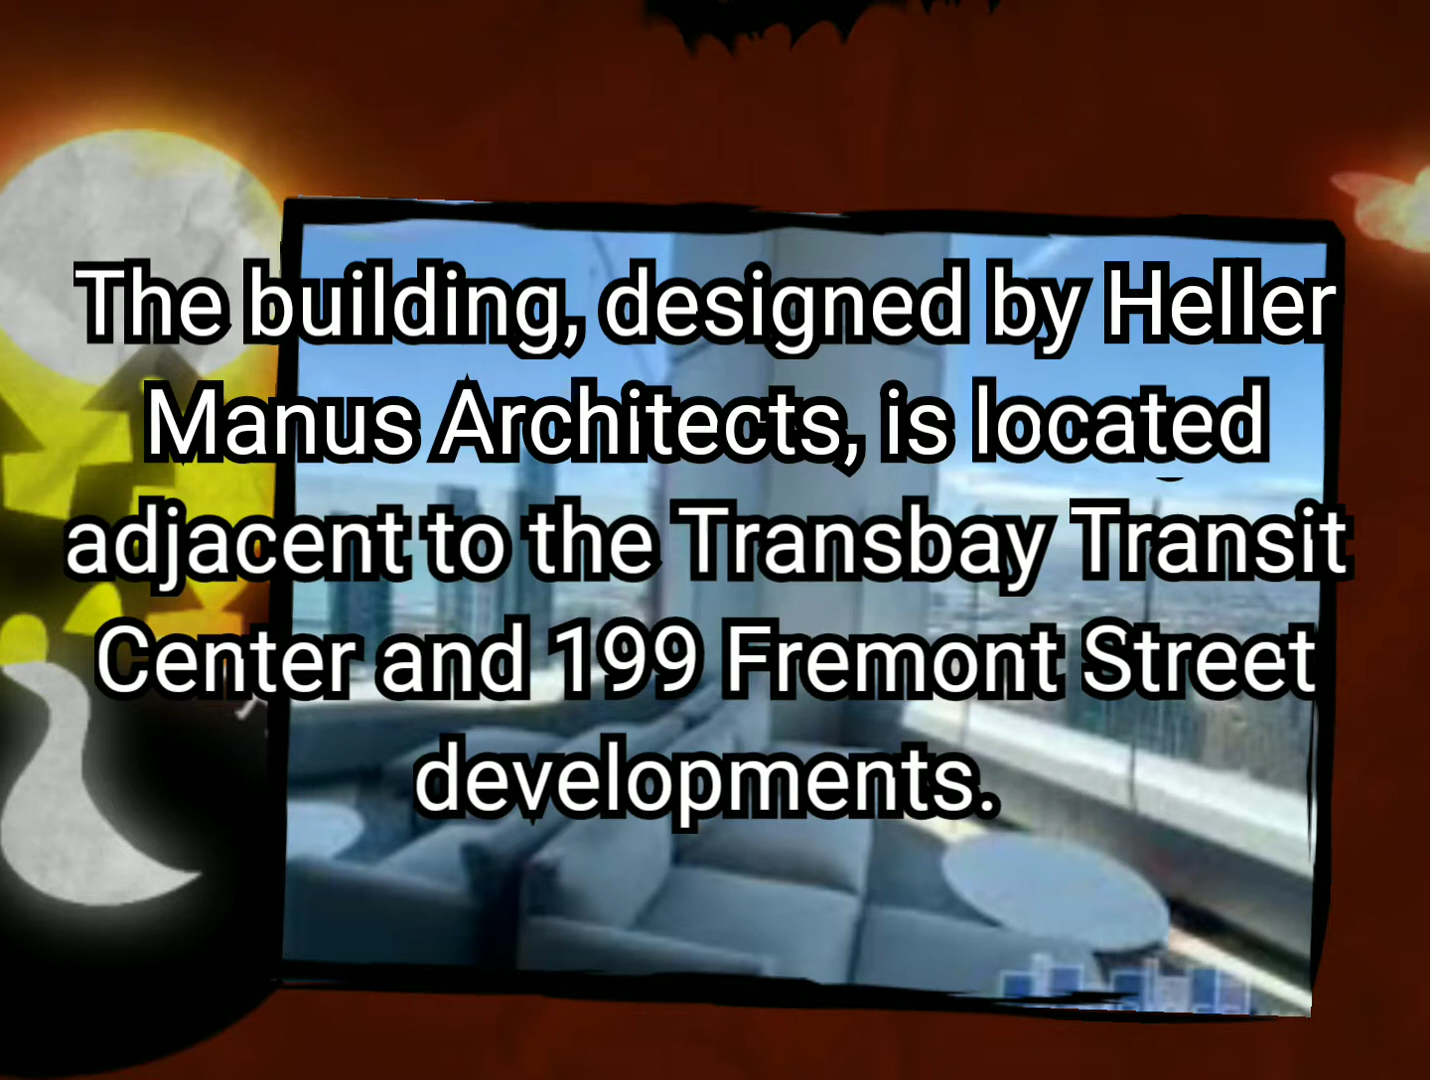 The building, designed by Heller
Manus Architects, is located
adjacent to the Transbay Transit
Center and 199 Fremont Street
developments.